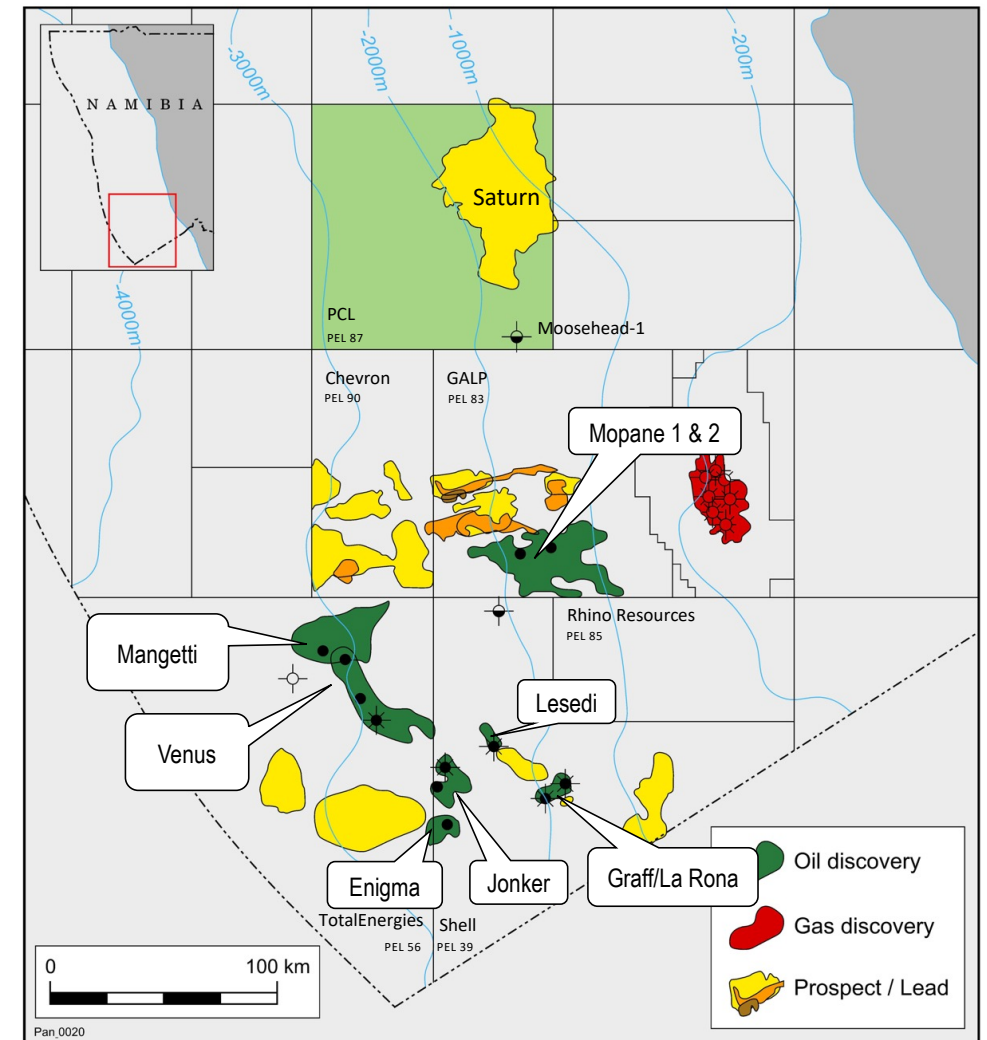 -3000m
-2000m
-1000m
-200m
NAMIBIA
Saturn
-4000m
PCL
PEL 87
Moosehead-1
Chevron
PEL 90
GALP
PEL 83
Mopane 1 & 2
Rhino Resources
PEL 85
Mangetti
Lesedi
Venus
Enigma
Jonker
Graff/La Rona
TotalEnergies
PEL 56
Shell
PEL 39
Oil discovery
Gas discovery
Prospect / Lead
0 100 km
Pan_0020